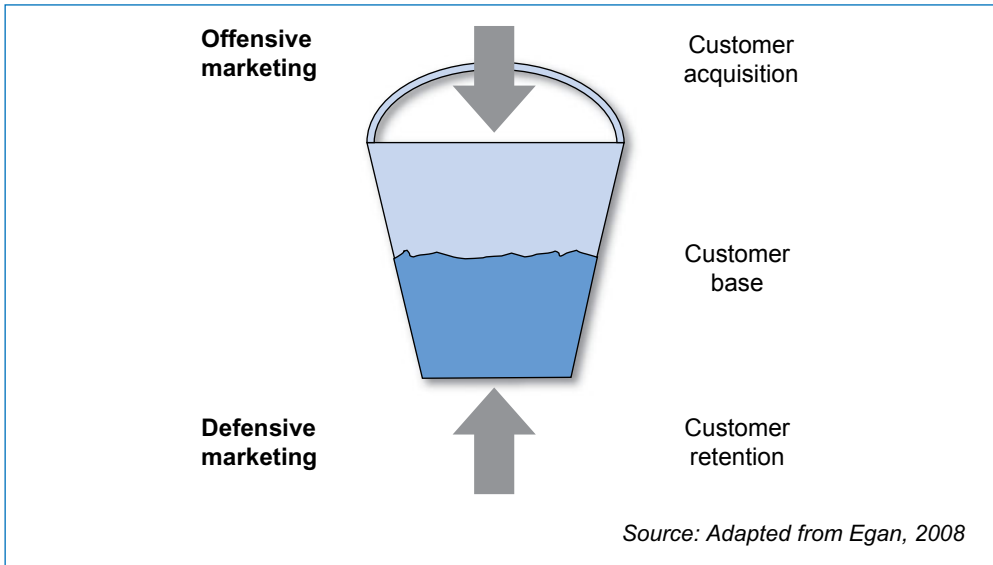 Offensive
marketing
Customer
acquisition
Customer
base
Defensive
marketing
Customer
retention
Source: Adapted from Egan, 2008